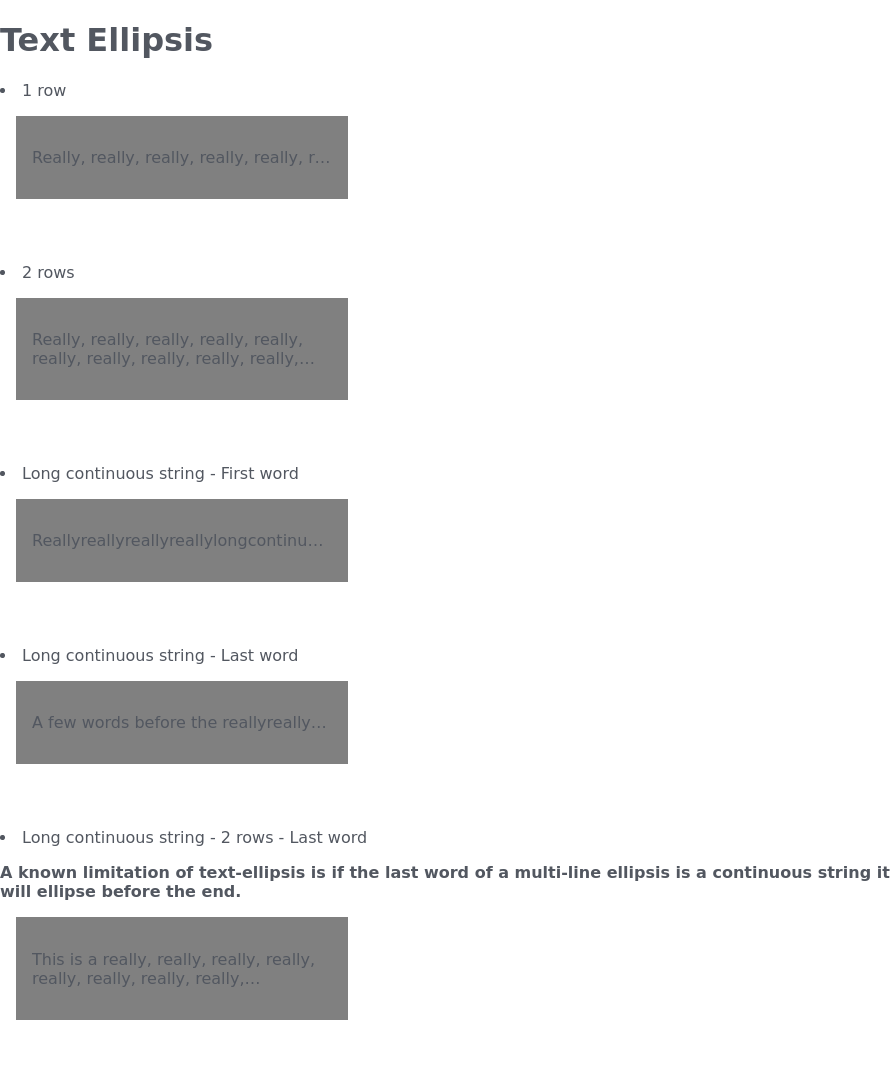 Text Ellipsis
• 1 row
Really, really, really, really, really, r…
• 2 rows
Really, really, really, really, really,
really, really, really, really, really,…
• Long continuous string - First word
Reallyreallyreallyreallylongcontinu…
• Long continuous string - Last word
A few words before the reallyreally…
• Long continuous string - 2 rows - Last word
A known limitation of text-ellipsis is if the last word of a multi-line ellipsis is a continuous string it
will ellipse before the end.
This is a really, really, really, really,
really, really, really, really,…